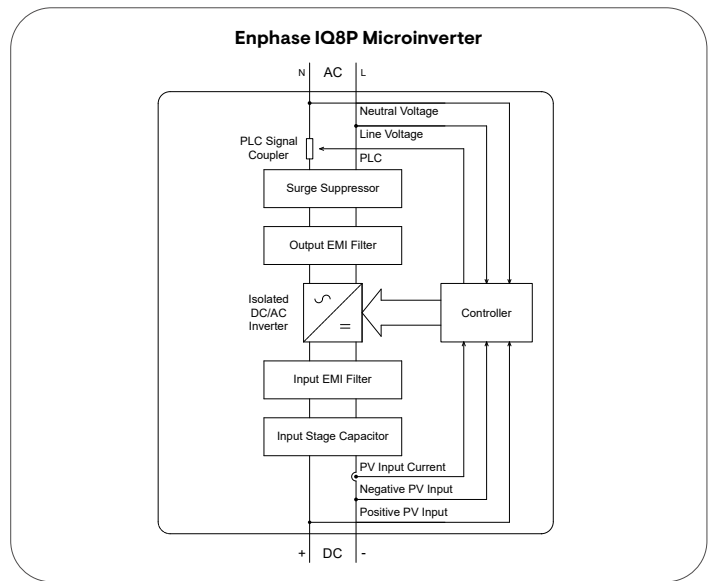 Enphase IQ8P Microinverter
N AC L
Neutral Voltage
Line Voltage
PLC Signal
Coupler
PLC
Surge Suppressor
Output EMI Filter
Isolated
DC/AC
Inverter
Controller
Input EMI Filter
Input Stage Capacitor
PV Input Current
Negative PV Input
Positive PV Input
+ DC -